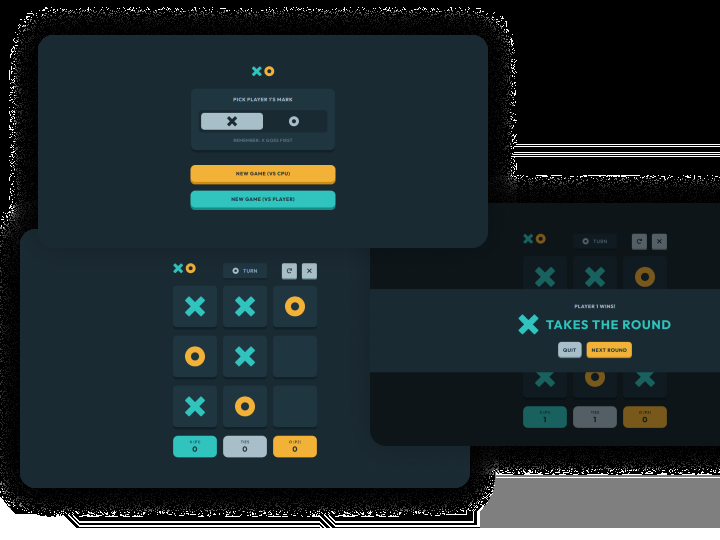 PICK PLAYER 1'S MARK
REMEMBER: X GOES FIRST
NEW GAME (VS CPU)
NEW GAME (VS PLAYER)
TURN
X (P1)
0
TIES
0
O (P2)
0
TURN
PLAYER 1 WINS!
TAKES THE ROUND
QUIT
NEXT ROUND
X (P1)
1
TIES
1
O (P2)
0